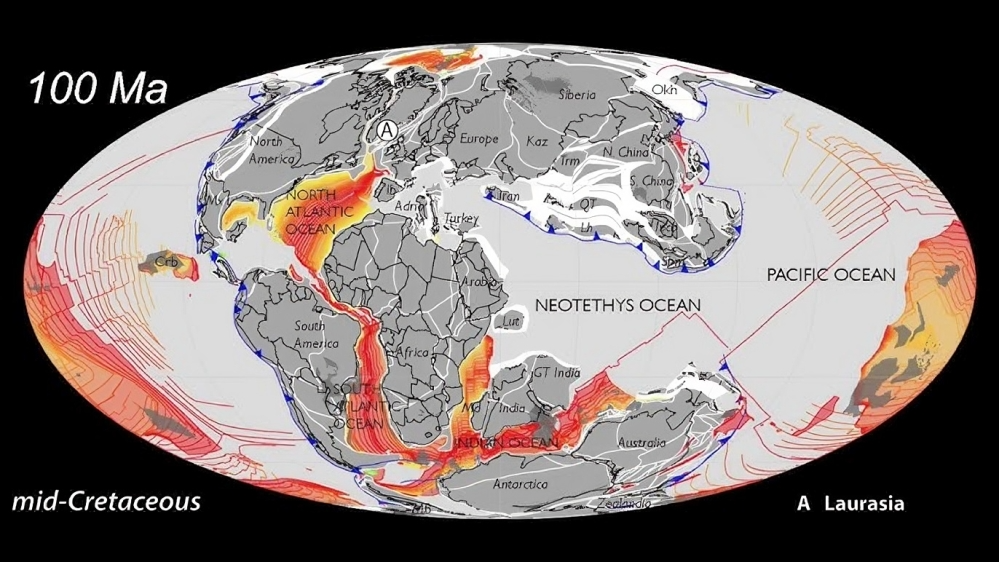 100 Ma
Siberia
Okh
A
North
America
Europe
Kaz
N China
Trm
S China
NORTH
ATLANTIC
OCEAN
Ib
Iran
Adria
QT
Turkey
Crb
PACIFIC OCEAN
Arabia
NEOTETHYS OCEAN
Lut
South
America
Africa
GT India
SOUTH
ATLANTIC
OCEAN
Md
India
INDIAN OCEAN
Australia
Antarctica
Zealandia
mid-Cretaceous
A Laurasia